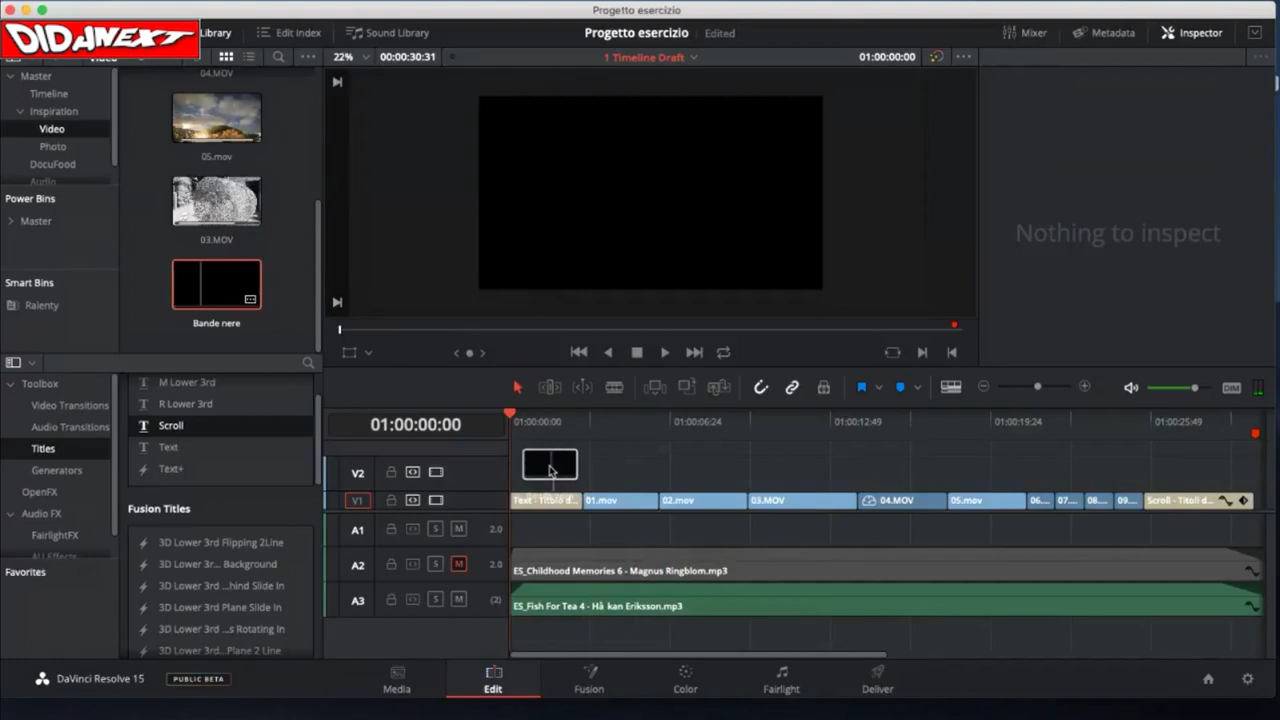 Progetto esercizio
DIDANEXT
Library
Edit Index
Sound Library
Progetto esercizio
Edited
Mixer
Metadata
Inspector
Video
22%
00:00:30:31
1 Timeline Draft
01:00:00:00
Master
Timeline
Inspiration
Video
Photo
DocuFood
Audio
Power Bins
Master
Smart Bins
Ralenty
04.MOV
05.mov
03.MOV
Bande nere
Nothing to inspect
Toolbox
Video Transitions
Audio Transitions
Titles
Generators
OpenFX
Audio FX
FairlightFX
AU Effects
Favorites
M Lower 3rd
R Lower 3rd
Scroll
Text
Text+
Fusion Titles
3D Lower 3rd Flipping 2Line
3D Lower 3r... Background
3D Lower 3rd ...hind Slide In
3D Lower 3rd Plane Slide In
3D Lower 3rd ...s Rotating In
3D Lower 3rd...Plane 2 Line
DIM
01:00:00:00
01:00:00:00
01:00:06:24
01:00:12:49
01:00:19:24
01:00:25:49
V2
V1
Text - Titolo d...
01.mov
02.mov
03.MOV
04.MOV
05.mov
06....
07....
08....
09...
Scroll - Titoli d...
A1
S
M
2.0
A2
S
M
2.0
ES_Childhood Memories 6 - Magnus Ringblom.mp3
A3
S
M
(2)
ES_Fish For Tea 4 - Hå kan Eriksson.mp3
DaVinci Resolve 15
PUBLIC BETA
Media
Edit
Fusion
Color
Fairlight
Deliver